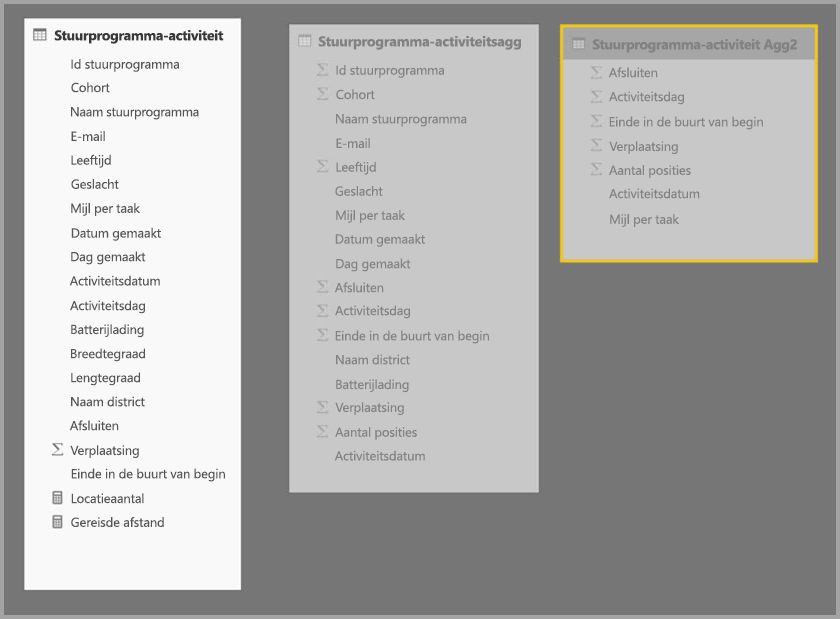 Stuurprogramma-activiteit
Id stuurprogramma
Cohort
Naam stuurprogramma
E-mail
Leeftijd
Geslacht
Mijl per taak
Datum gemaakt
Dag gemaakt
Activiteitsdatum
Activiteitsdag
Batterijlading
Breedtegraad
Lengtegraad
Naam district
Afsluiten
Verplaatsing
Einde in de buurt van begin
Locatieaantal
Gereisde afstand
Stuurprogramma-activiteitsagg
Id stuurprogramma
Cohort
Naam stuurprogramma
E-mail
Leeftijd
Geslacht
Mijl per taak
Datum gemaakt
Dag gemaakt
Afsluiten
Activiteitsdag
Einde in de buurt van begin
Naam district
Batterijlading
Verplaatsing
Aantal posities
Activiteitsdatum
Stuurprogramma-activiteit Agg2
Afsluiten
Activiteitsdag
Einde in de buurt van begin
Verplaatsing
Aantal posities
Activiteitsdatum
Mijl per taak